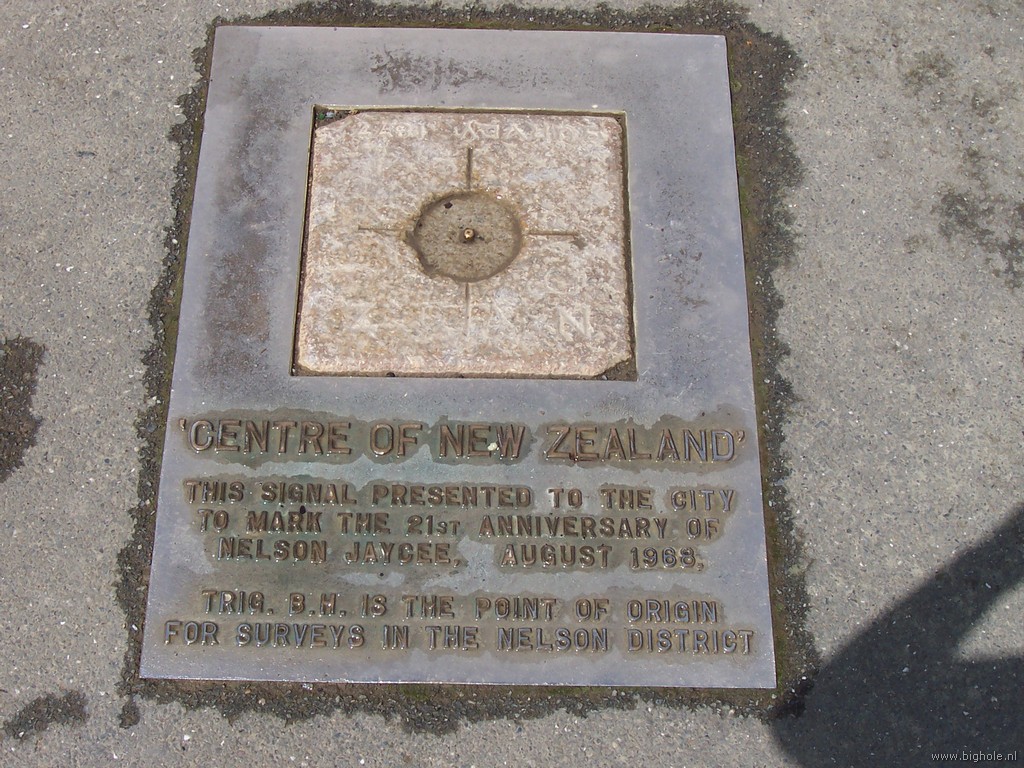 'CENTRE OF NEW ZEALAND'
THIS SIGNAL PRESENTED TO THE CITY
TO MARK THE 21ST ANNIVERSARY OF
NELSON JAYCEE, AUGUST 1968.
TRIG. B.H. IS THE POINT OF ORIGIN
FOR SURVEYS IN THE NELSON DISTRICT
www.bighole.nl